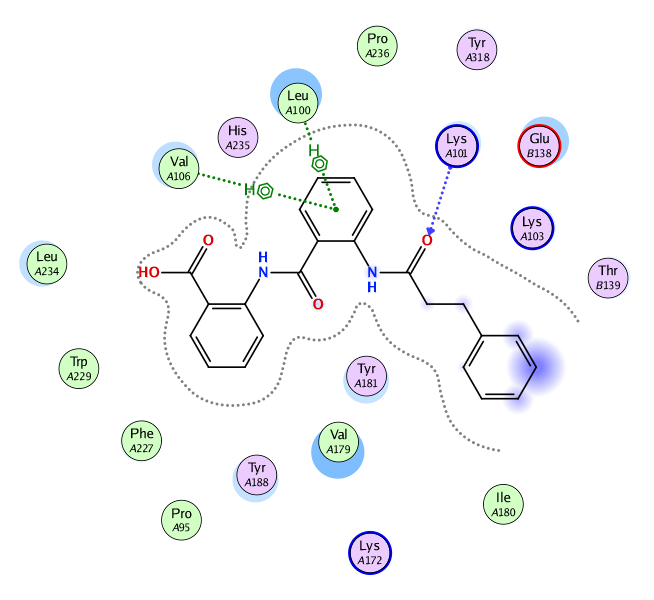 Pro
A236
Tyr
A318
Leu
A100
His
A235
Lys
A101
Glu
B138
H
Val
A106
H
Lys
A103
O
O
H
N
HO
Leu
A234
N
H
O
Thr
B139
Trp
A229
Tyr
A181
Phe
A227
Val
A179
Tyr
A188
Ile
A180
Pro
A95
Lys
A172